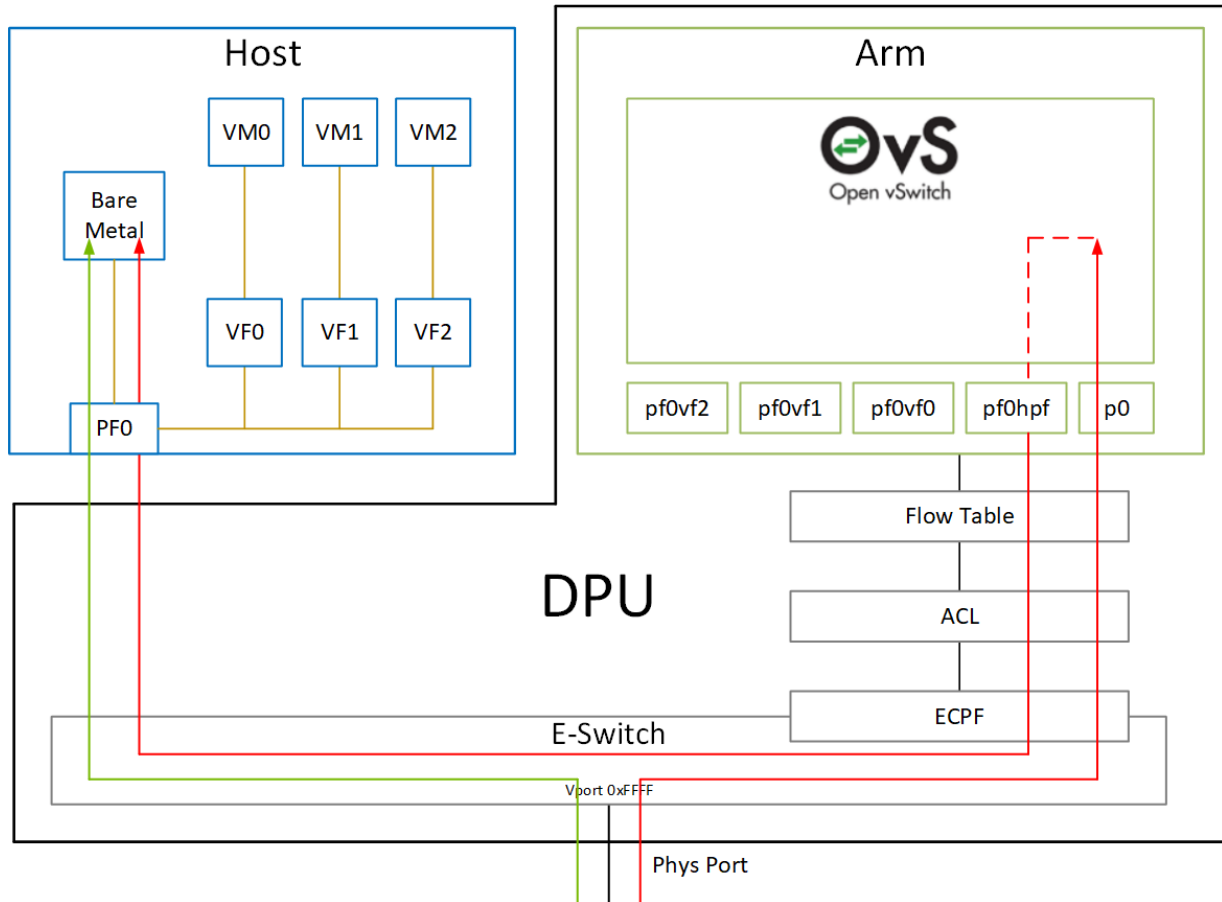 Host
Arm
VM0
VM1
VM2
OvS
Open vSwitch
Bare
Metal
VF0
VF1
VF2
PF0
pf0vf2
pf0vf1
pf0vf0
pf0hpf
p0
Flow Table
DPU
ACL
ECPF
E-Switch
Vport 0xFFFF
Phys Port